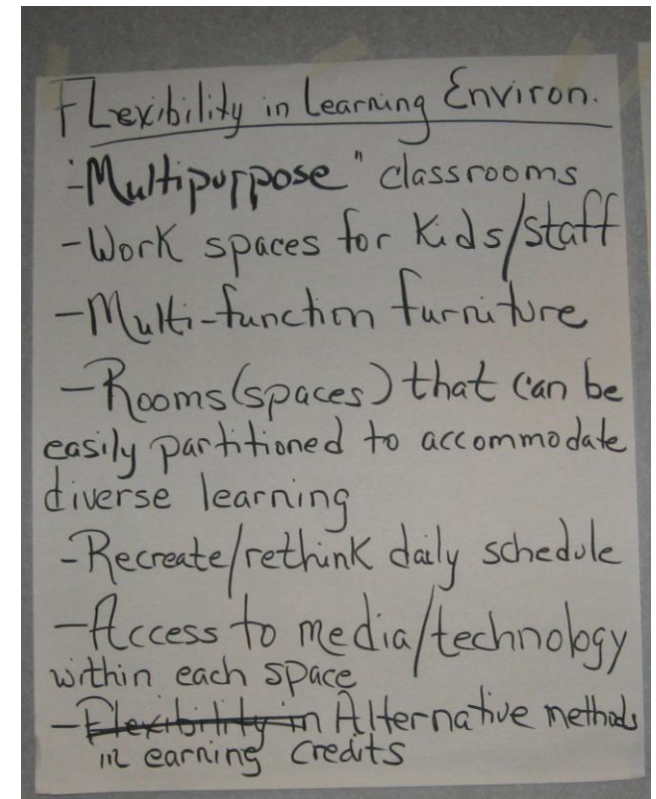 Flexibility in Learning Environ.
-"Multipurpose" classrooms
-Work spaces for kids/staff
-Multi-function furniture
-Rooms(spaces) that can be
easily partitioned to accommodate
diverse learning
-Recreate/rethink daily schedule
-Access to media/technology
within each space
-Flexibility in Alternative methods
in earning credits